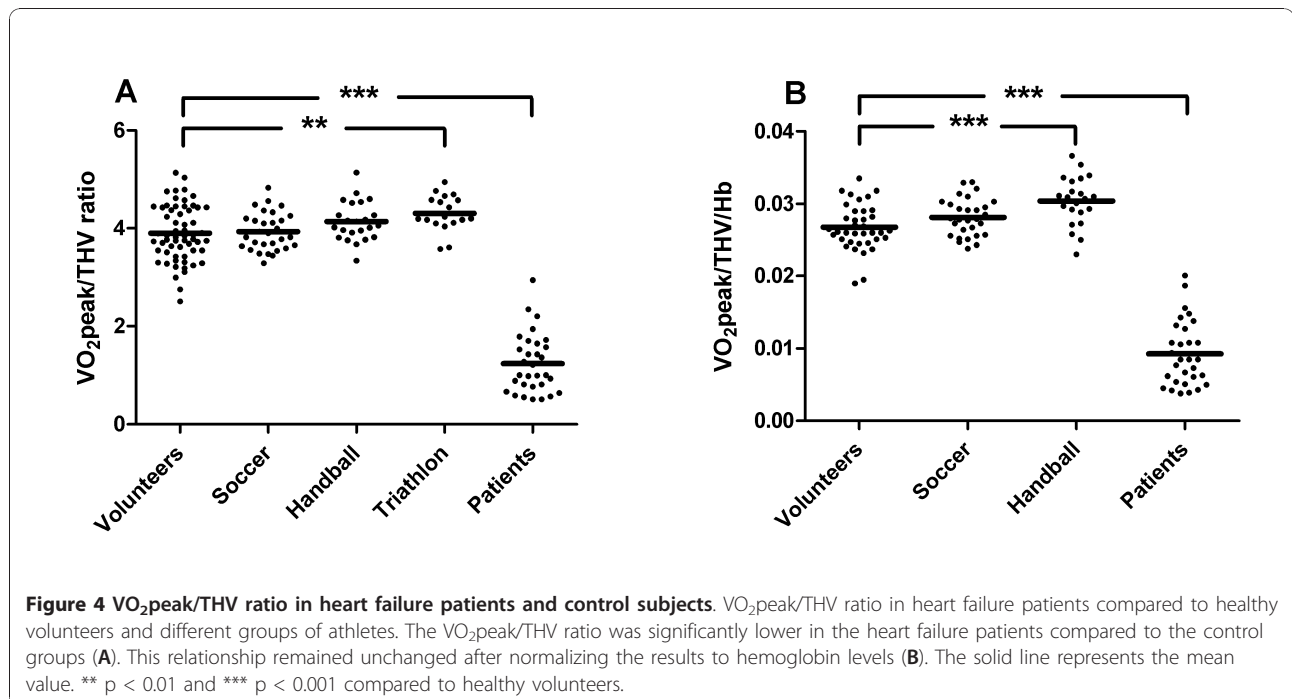 A
***
**
6
4
2
0
VO₂peak/THV ratio
Volunteers
Soccer
Handball
Triathlon
Patients
B
***
***
0.04
0.03
0.02
0.01
0.00
VO₂peak/THV/Hb
Volunteers
Soccer
Handball
Patients
Figure 4 VO₂peak/THV ratio in heart failure patients and control subjects. VO₂peak/THV ratio in heart failure patients compared to healthy
volunteers and different groups of athletes. The VO₂peak/THV ratio was significantly lower in the heart failure patients compared to the control
groups (A). This relationship remained unchanged after normalizing the results to hemoglobin levels (B). The solid line represents the mean
value. ** p < 0.01 and *** p < 0.001 compared to healthy volunteers.